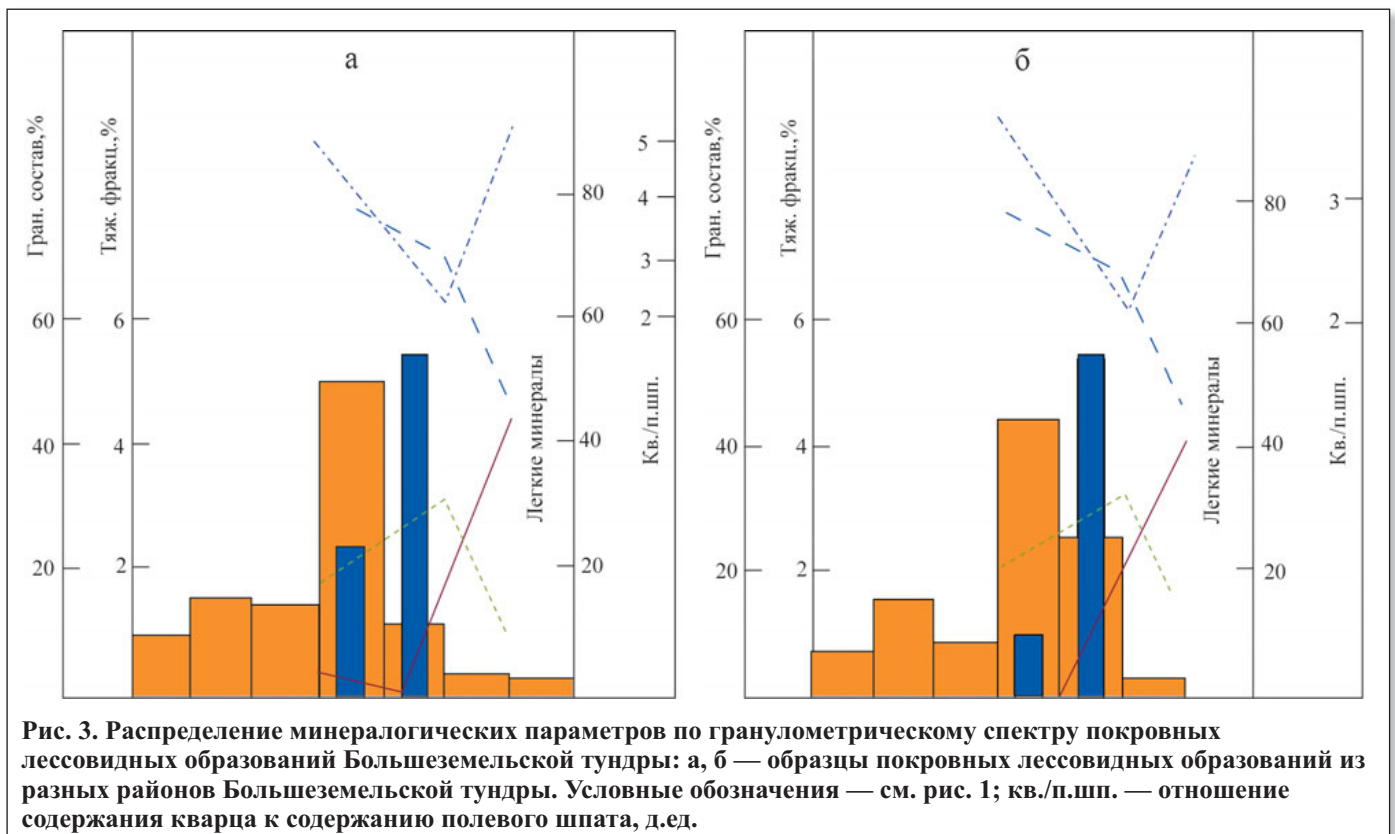 а
Гран. состав,%
Тяж. фракц.,%
60
40
20
6
4
2
80
60
40
20
5
4
3
2
Легкие минералы
Кв./п.шп.
б
Гран. состав,%
Тяж. фракц.,%
60
40
20
6
4
2
80
60
40
20
3
2
Легкие минералы
Кв./п.шп.
Рис. 3. Распределение минералогических параметров по гранулометрическому спектру покровных
лессовидных образований Большеземельской тундры: а, б — образцы покровных лессовидных образований из
разных районов Большеземельской тундры. Условные обозначения — см. рис. 1; кв./п.шп. — отношение
содержания кварца к содержанию полевого шпата, д.ед.